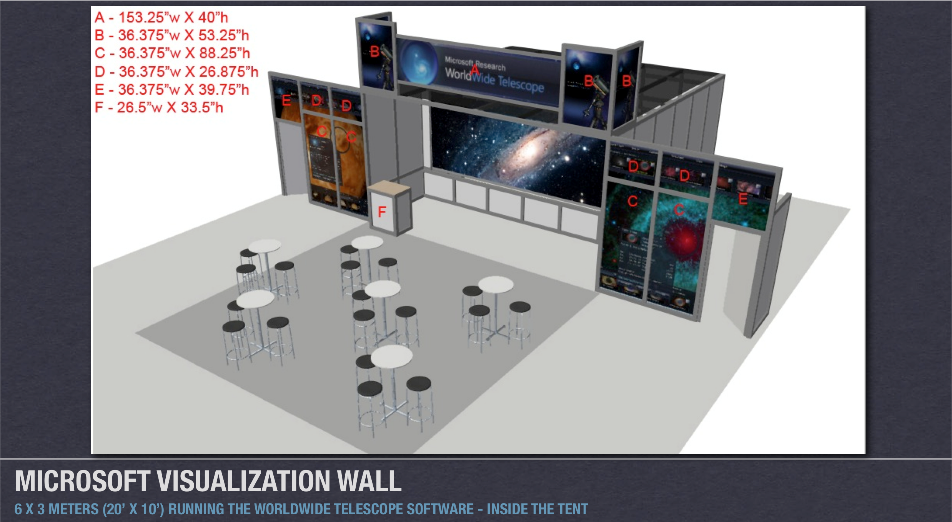 A - 153.25"w X 40"h
B - 36.375"w X 53.25"h
C - 36.375"w X 88.25"h
D - 36.375"w X 26.875"h
E - 36.375"w X 39.75"h
F - 26.5"w X 33.5"h
B
Microsoft Research
A
WorldWide Telescope
B
B
E
D
D
C
C
D
D
C
C
E
F
MICROSOFT VISUALIZATION WALL
6 X 3 METERS (20' X 10') RUNNING THE WORLDWIDE TELESCOPE SOFTWARE - INSIDE THE TENT